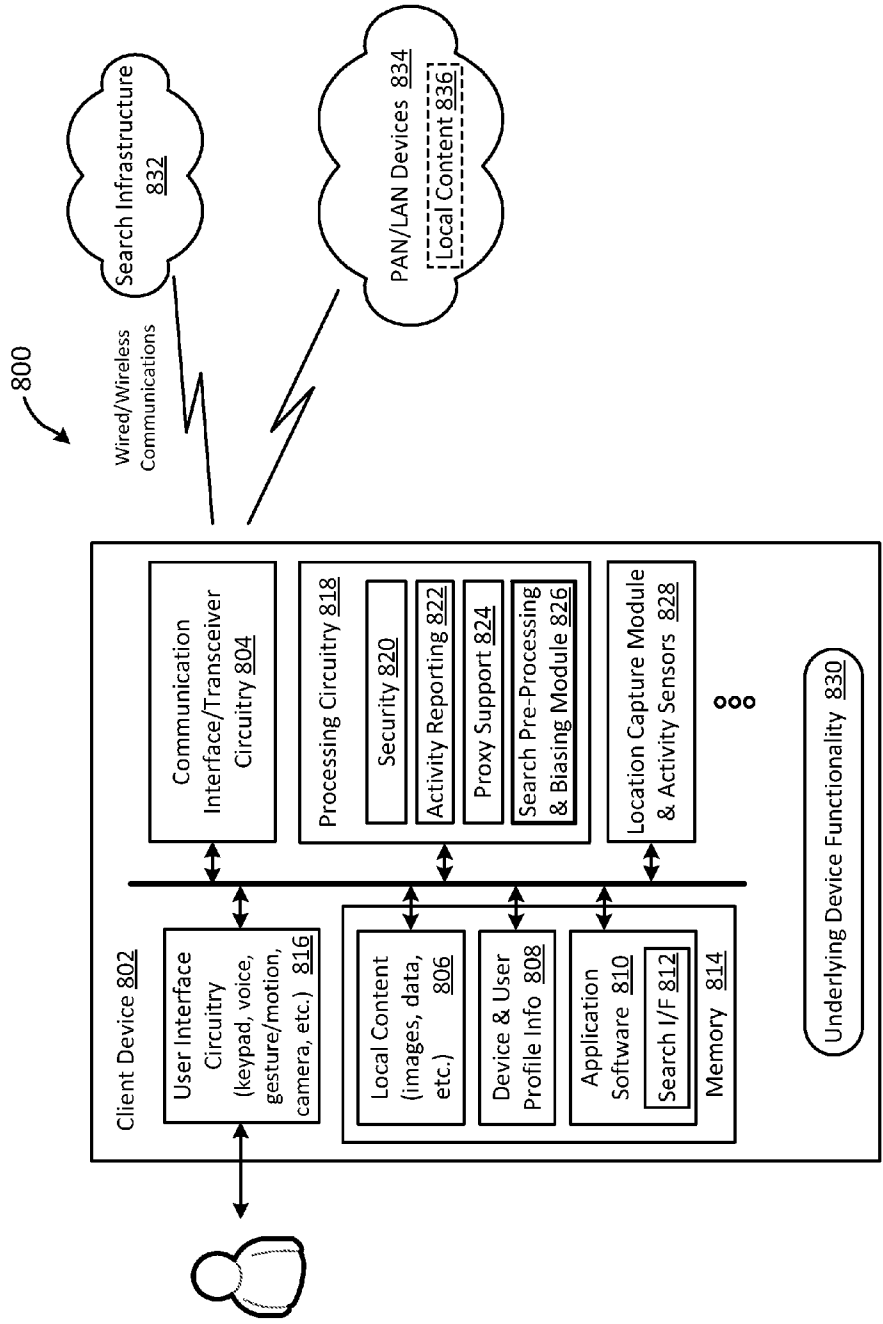 800
Client Device 802
User Interface
Circuitry
(keypad, voice,
gesture/motion,
camera, etc.) 816
Local Content
(images, data,
etc.) 806
Device & User
Profile Info 808
Application
Software 810
Search I/F 812
Memory 814
Communication
Interface/Transceiver
Circuitry 804
Processing Circuitry 818
Security 820
Activity Reporting 822
Proxy Support 824
Search Pre-Processing
& Biasing Module 826
Location Capture Module
& Activity Sensors 828
Underlying Device Functionality 830
Wired/Wireless
Communications
Search Infrastructure
832
PAN/LAN Devices 834
Local Content 836